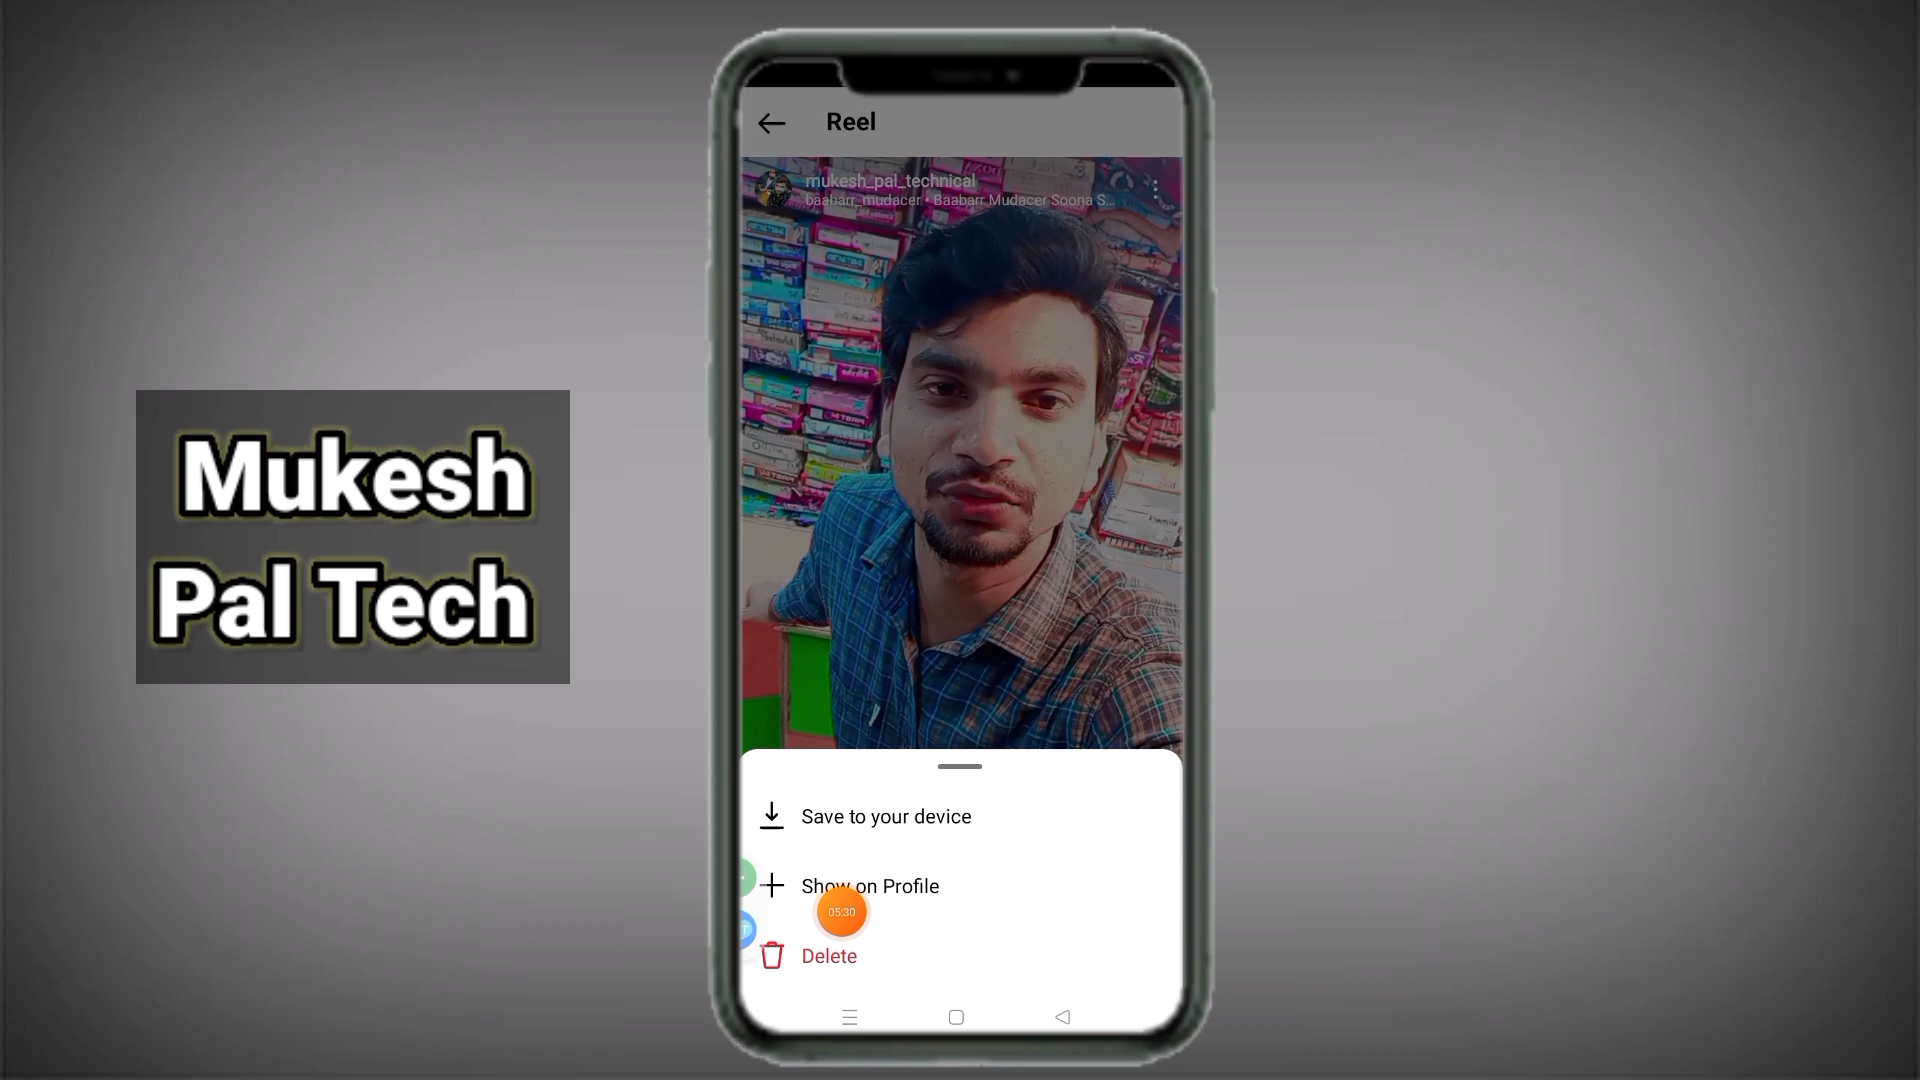 Reel
mukesh_pal_technical
baabarr_mudacer • Baabarr Mudacer Soona S...
Mukesh
Pal Tech
Save to your device
Show on Profile
05:30
Delete